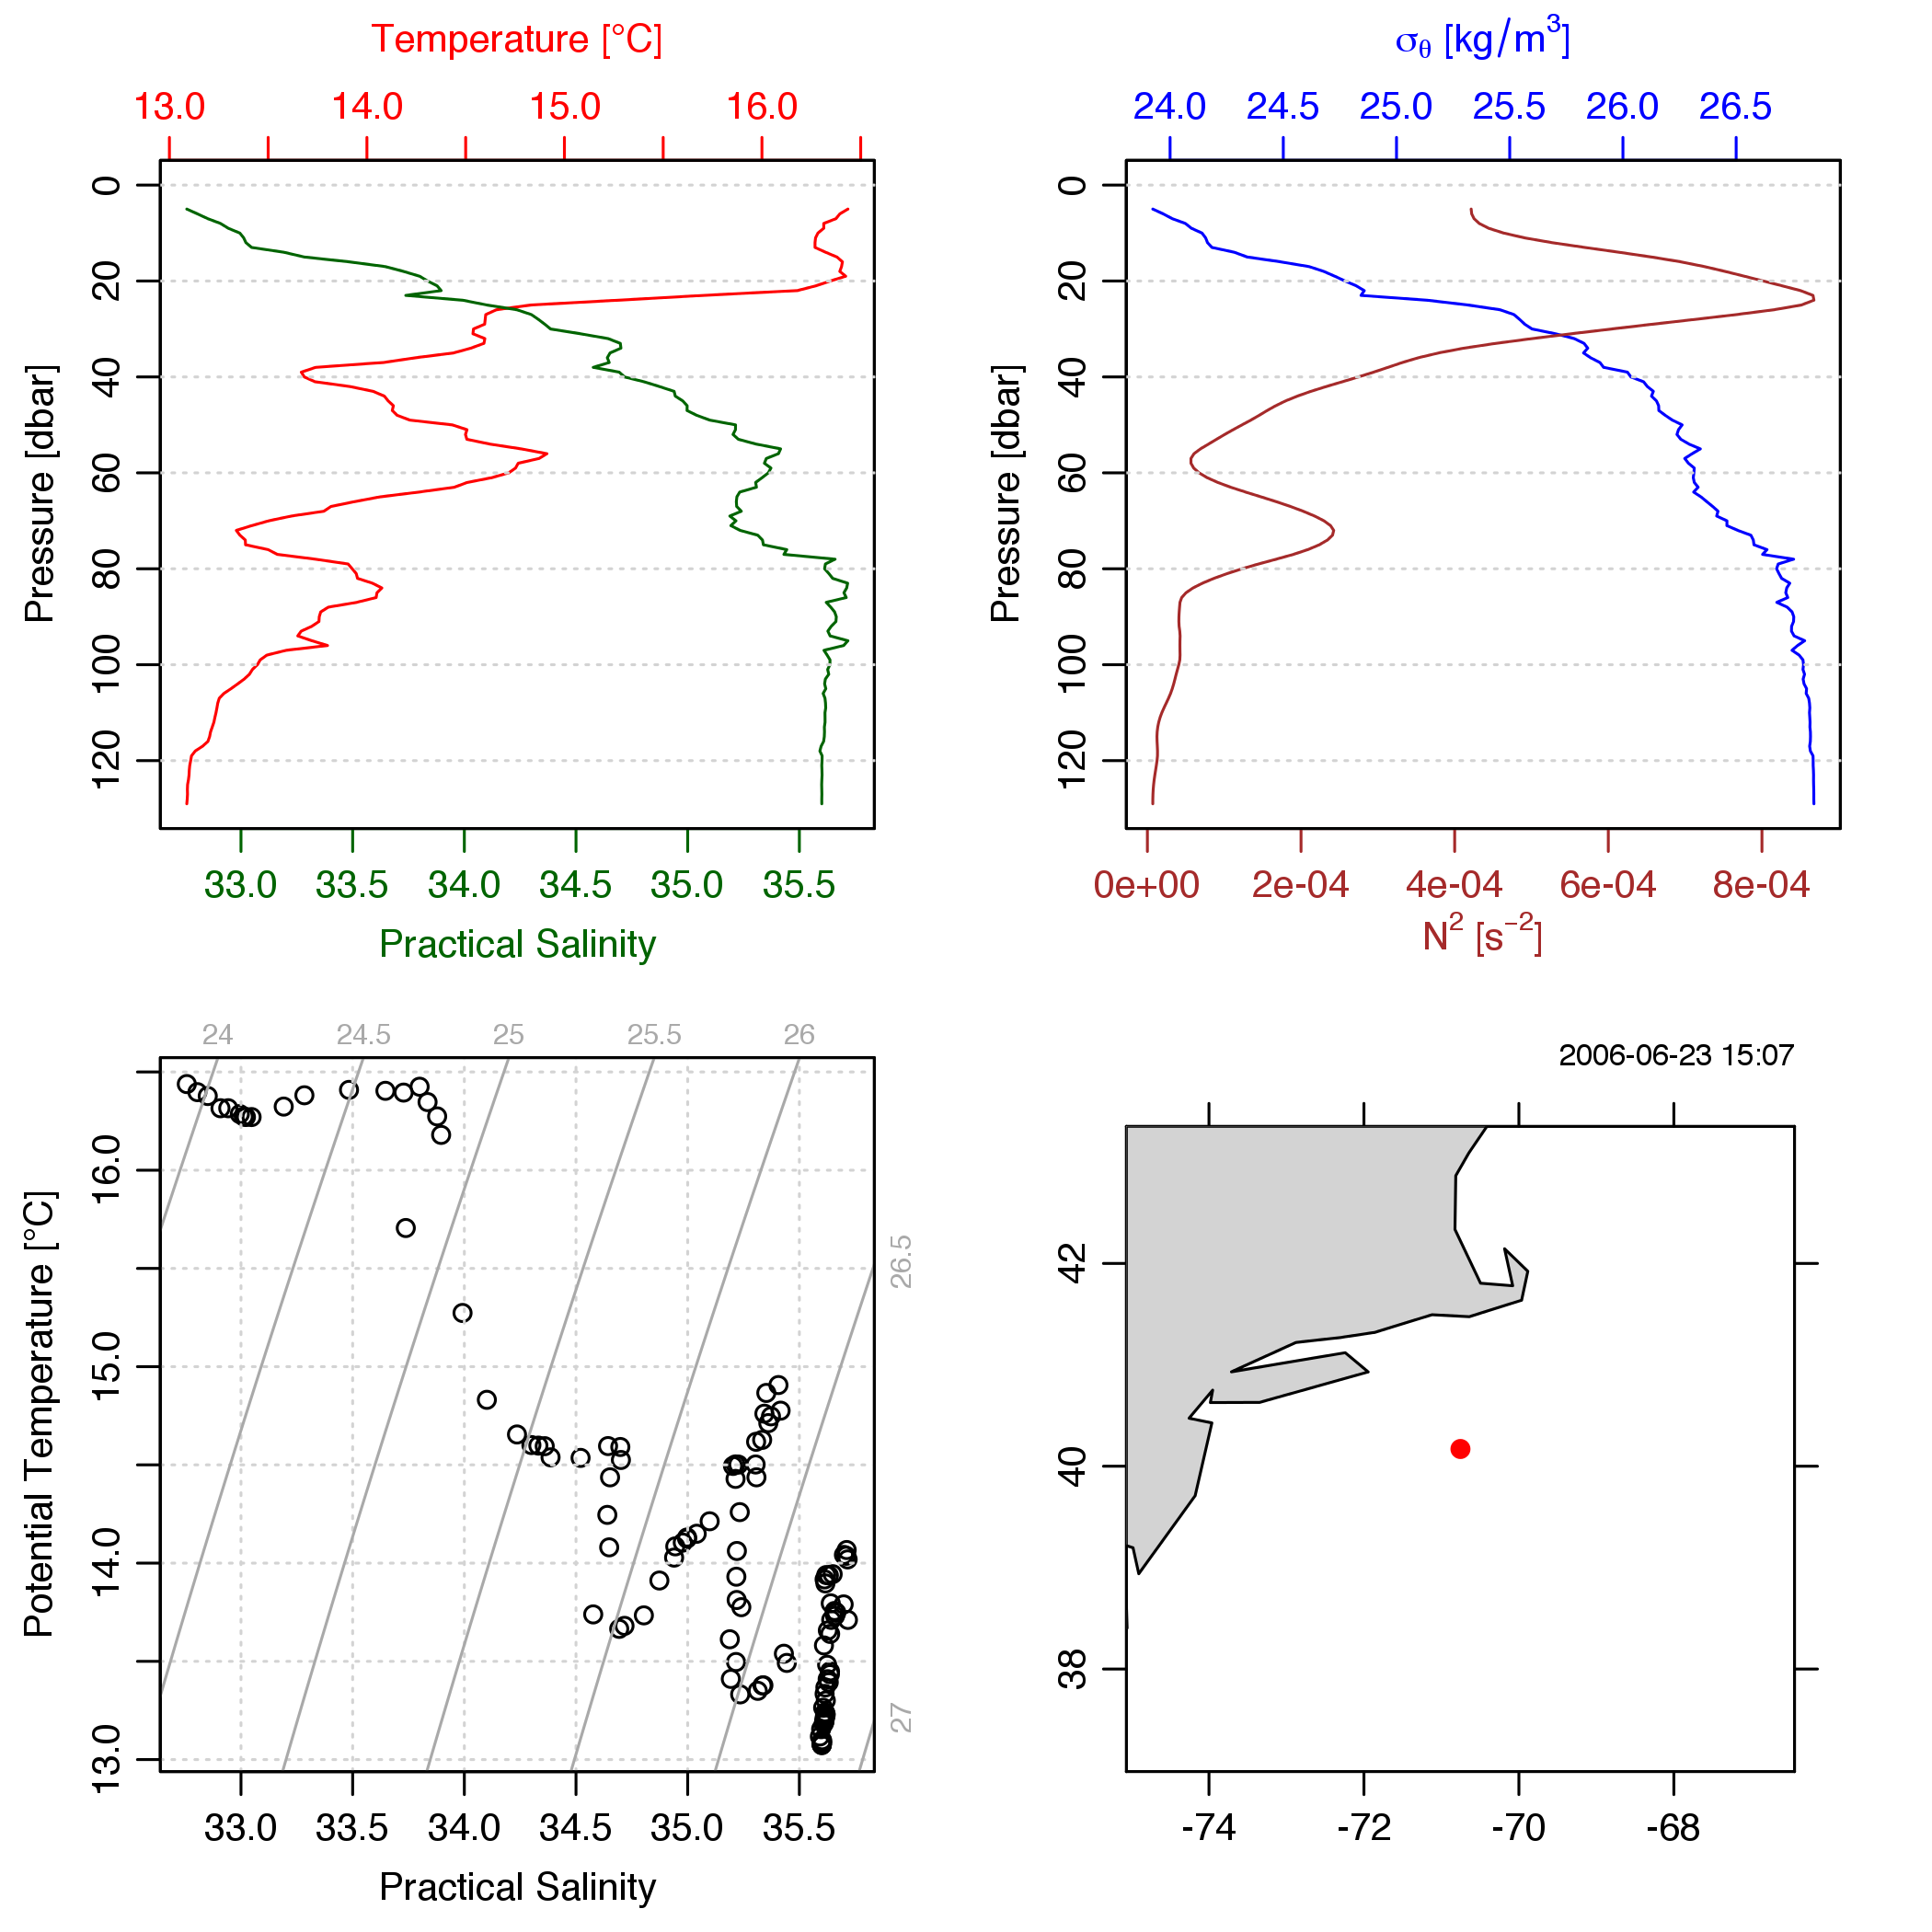 Temperature [°C]
13.0 14.0 15.0 16.0
0
20
40
60
80
100
120
Pressure [dbar]
33.0 33.5 34.0 34.5 35.0 35.5
Practical Salinity
σθ [kg/m³]
24.0 24.5 25.0 25.5 26.0 26.5
0
20
40
60
80
100
120
Pressure [dbar]
0e+00 2e-04 4e-04 6e-04 8e-04
N² [s⁻²]
24 24.5 25 25.5 26
26.5
27
16.0
15.0
14.0
13.0
Potential Temperature [°C]
33.0 33.5 34.0 34.5 35.0 35.5
Practical Salinity
2006-06-23 15:07
42
40
38
-74 -72 -70 -68